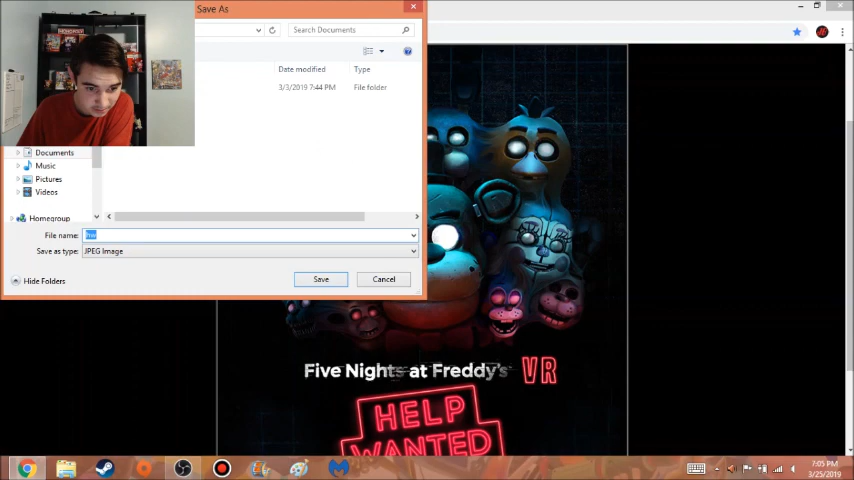 Save As
Search Documents
Date modified
Type
3/3/2019 7:44 PM
File folder
Documents
Music
Pictures
Videos
Homegroup
File name:
Save as type: JPEG Image
Hide Folders
Save
Cancel
Five Nights at Freddy's VR
HELP
WANTED
7:05 PM
3/25/2019